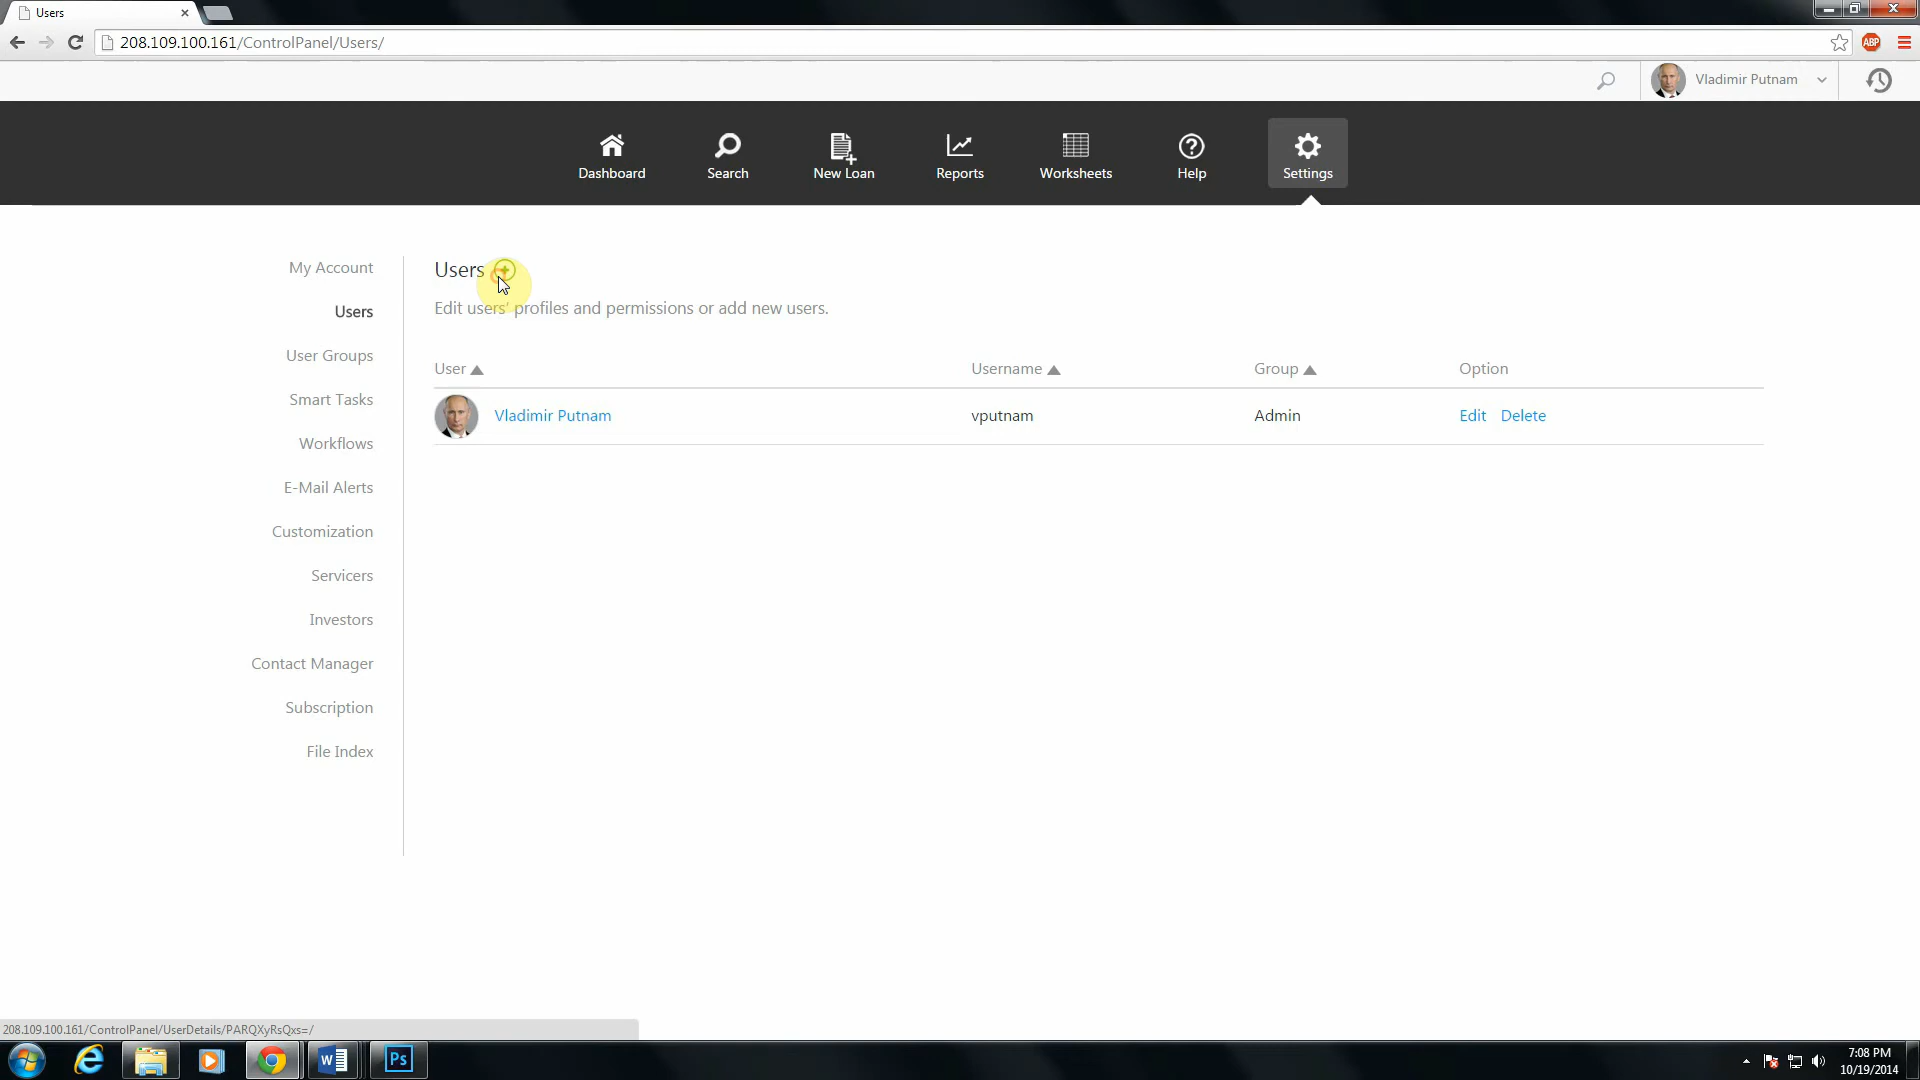 Users
208.109.100.161/ControlPanel/Users/
ABP
Vladimir Putnam
Dashboard
Search
New Loan
Reports
Worksheets
Help
Settings
My Account
Users
User Groups
Smart Tasks
Workflows
E-Mail Alerts
Customization
Servicers
Investors
Contact Manager
Subscription
File Index
Users
Edit users' profiles and permissions or add new users.
User Username Group Option
Vladimir Putnam vputnam Admin Edit Delete
208.109.100.161/ControlPanel/UserDetails/PARQXyRsQxs=/
Ps
7:08 PM
10/19/2014